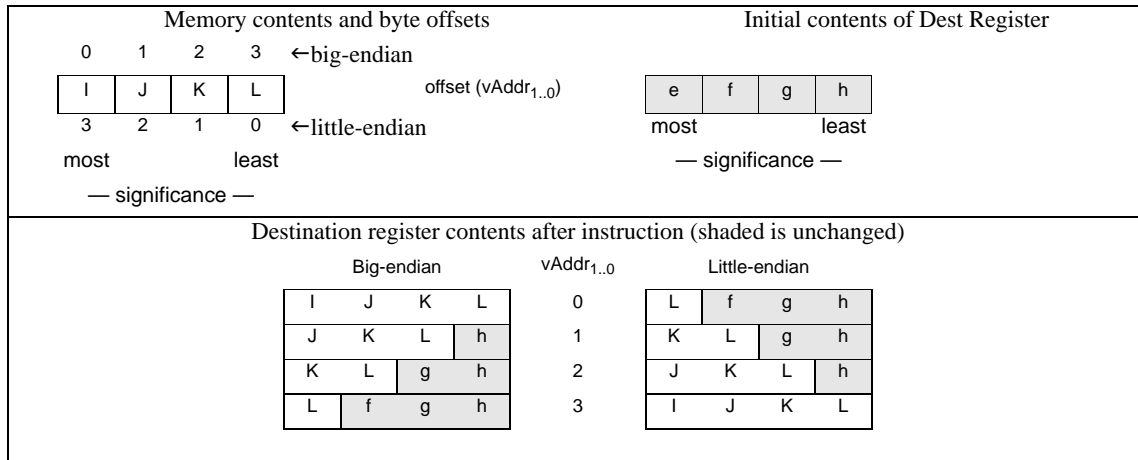 Memory contents and byte offsets Initial contents of Dest Register
0 1 2 3 ←big-endian
I J K L offset (vAddr1..0) e f g h
3 2 1 0 ←little-endian most least
most least — significance —
— significance —
Destination register contents after instruction (shaded is unchanged)
Big-endian vAddr1..0 Little-endian
I J K L 0 L f g h
J K L h 1 K L g h
K L g h 2 J K L h
L f g h 3 I J K L